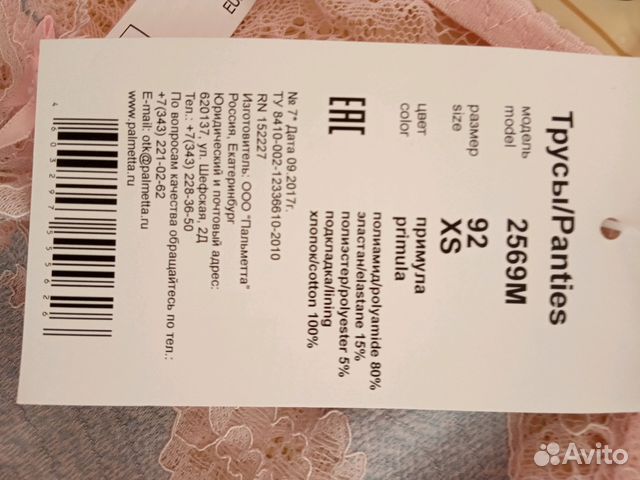 Трусы/Panties
модель
model
2569M
размер
size
92
XS
цвет
color
примула
primula
полиамид/polyamide 80%
эластан/elastane 15%
полиэстер/polyester 5%
подкладка/lining
хлопок/cotton 100%
EAC
№ 7* Дата 09.2017г.
ТУ 8410-002-12336610-2010
RN 152227
Изготовитель: ООО "Пальметта"
Россия, Екатеринбург
Юридический и почтовый адрес:
620137, ул. Шефская, 2Д
Тел.: +7(343) 228-36-50
По вопросам качества обращайтесь по тел.:
+7(343) 221-02-62
E-mail: otk@palmetta.ru
www.palmetta.ru
4 603297 555626
Avito